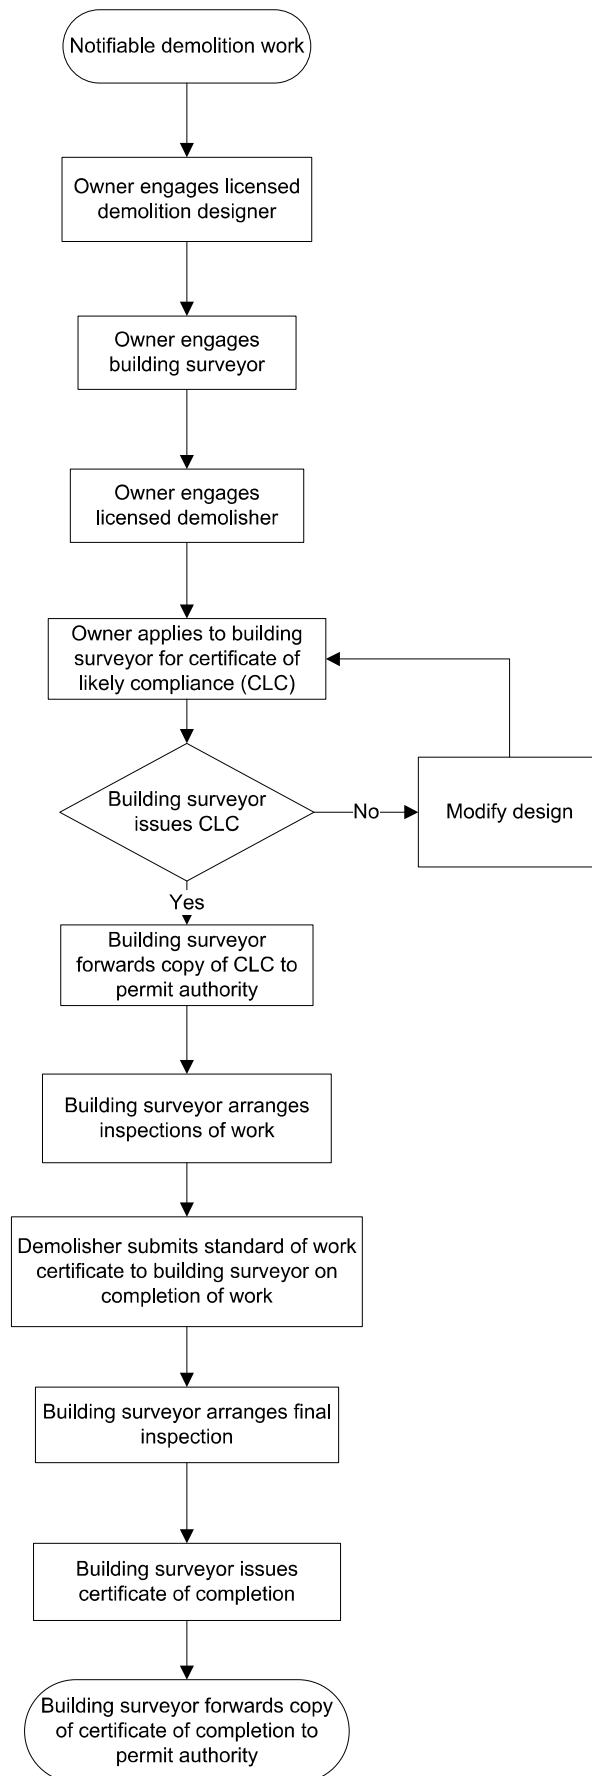 Notifiable demolition work
Owner engages licensed
demolition designer
Owner engages
building surveyor
Owner engages
licensed demolisher
Owner applies to building
surveyor for certificate of
likely compliance (CLC)
Building surveyor
issues CLC
No
Modify design
Yes
Building surveyor
forwards copy of CLC to
permit authority
Building surveyor arranges
inspections of work
Demolisher submits standard of work
certificate to building surveyor on
completion of work
Building surveyor arranges final
inspection
Building surveyor issues
certificate of completion
Building surveyor forwards copy
of certificate of completion to
permit authority